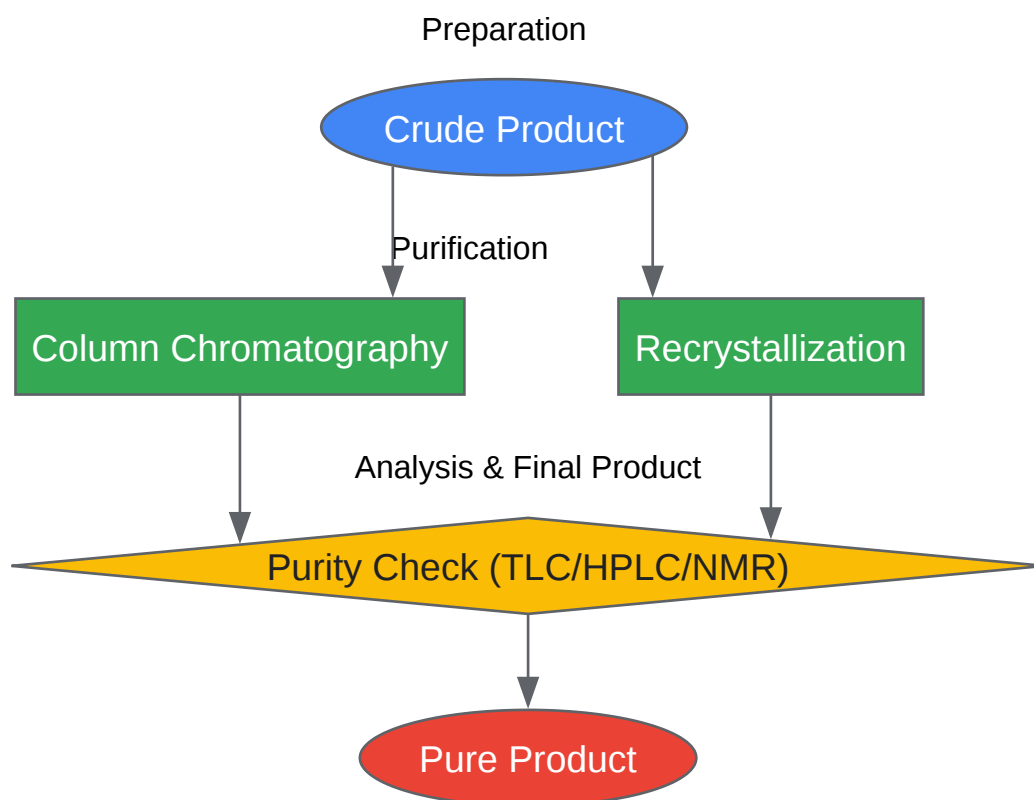 Preparation
Crude Product
Purification
Column Chromatography
Recrystallization
Analysis & Final Product
Purity Check (TLC/HPLC/NMR)
Pure Product